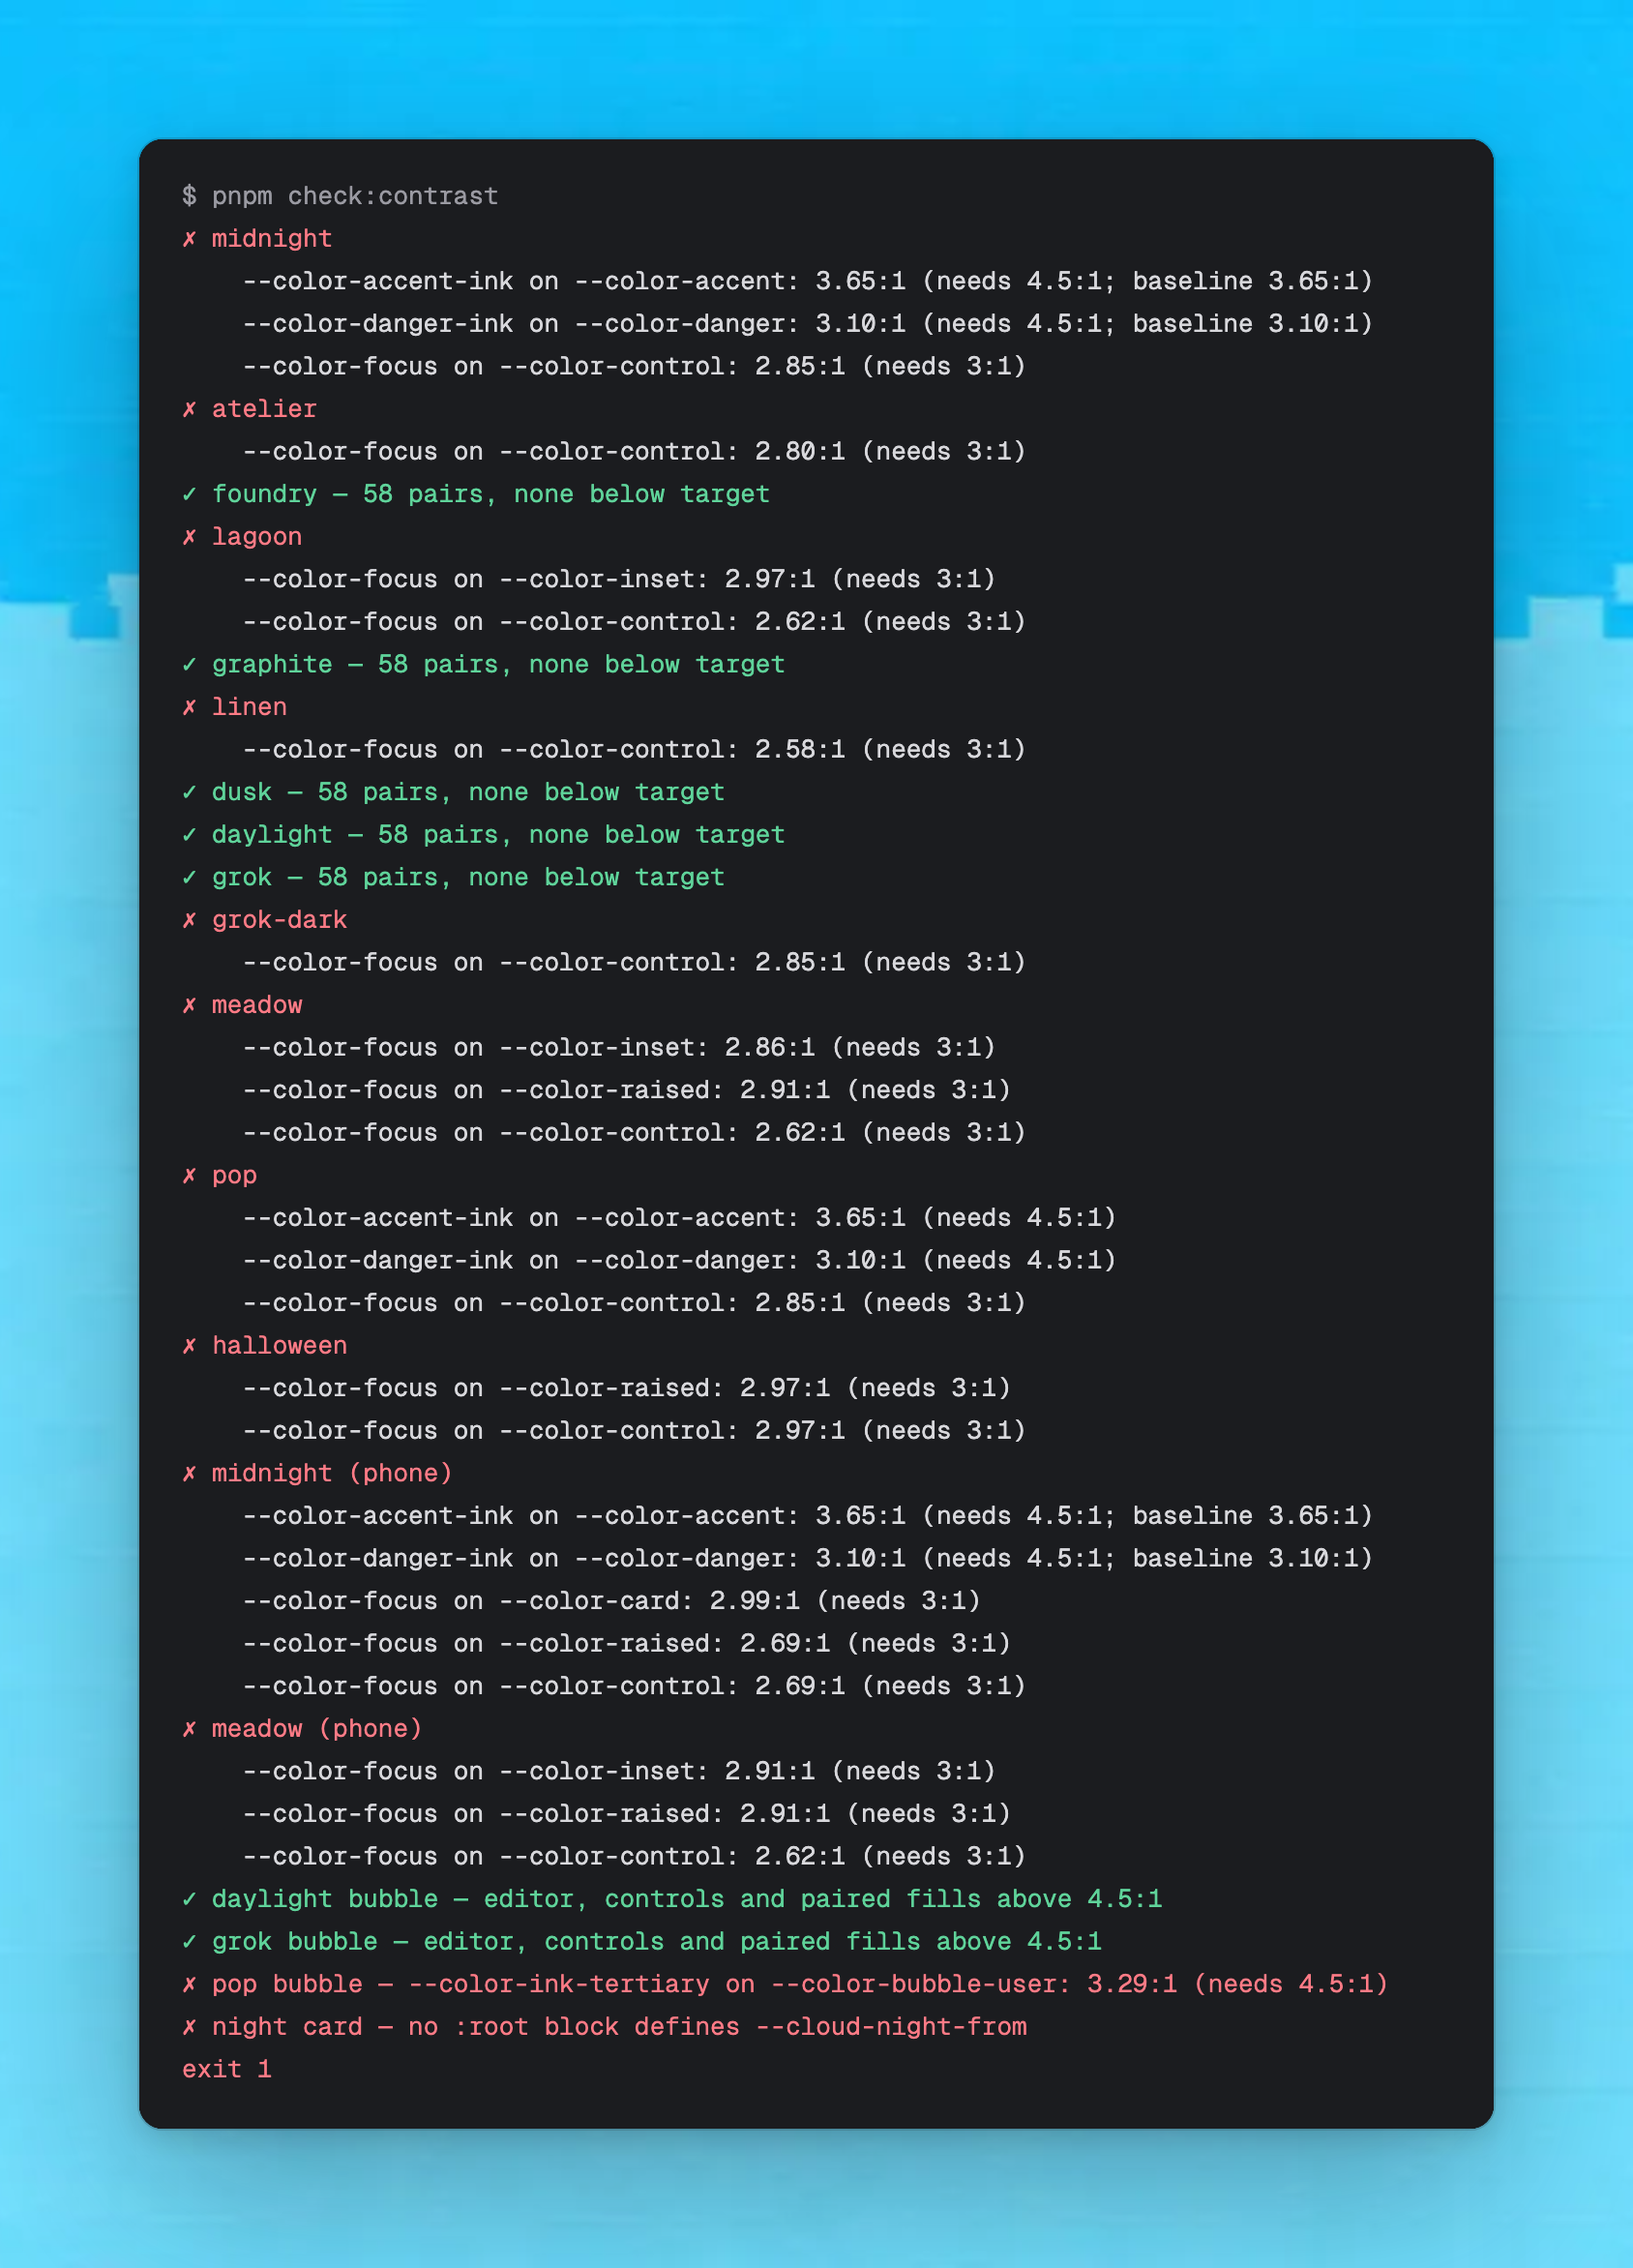 $ pnpm check:contrast
✗ midnight
    --color-accent-ink on --color-accent: 3.65:1 (needs 4.5:1; baseline 3.65:1)
    --color-danger-ink on --color-danger: 3.10:1 (needs 4.5:1; baseline 3.10:1)
    --color-focus on --color-control: 2.85:1 (needs 3:1)
✗ atelier
    --color-focus on --color-control: 2.80:1 (needs 3:1)
✓ foundry — 58 pairs, none below target
✗ lagoon
    --color-focus on --color-inset: 2.97:1 (needs 3:1)
    --color-focus on --color-control: 2.62:1 (needs 3:1)
✓ graphite — 58 pairs, none below target
✗ linen
    --color-focus on --color-control: 2.58:1 (needs 3:1)
✓ dusk — 58 pairs, none below target
✓ daylight — 58 pairs, none below target
✓ grok — 58 pairs, none below target
✗ grok-dark
    --color-focus on --color-control: 2.85:1 (needs 3:1)
✗ meadow
    --color-focus on --color-inset: 2.86:1 (needs 3:1)
    --color-focus on --color-raised: 2.91:1 (needs 3:1)
    --color-focus on --color-control: 2.62:1 (needs 3:1)
✗ pop
    --color-accent-ink on --color-accent: 3.65:1 (needs 4.5:1)
    --color-danger-ink on --color-danger: 3.10:1 (needs 4.5:1)
    --color-focus on --color-control: 2.85:1 (needs 3:1)
✗ halloween
    --color-focus on --color-raised: 2.97:1 (needs 3:1)
    --color-focus on --color-control: 2.97:1 (needs 3:1)
✗ midnight (phone)
    --color-accent-ink on --color-accent: 3.65:1 (needs 4.5:1; baseline 3.65:1)
    --color-danger-ink on --color-danger: 3.10:1 (needs 4.5:1; baseline 3.10:1)
    --color-focus on --color-card: 2.99:1 (needs 3:1)
    --color-focus on --color-raised: 2.69:1 (needs 3:1)
    --color-focus on --color-control: 2.69:1 (needs 3:1)
✗ meadow (phone)
    --color-focus on --color-inset: 2.91:1 (needs 3:1)
    --color-focus on --color-raised: 2.91:1 (needs 3:1)
    --color-focus on --color-control: 2.62:1 (needs 3:1)
✓ daylight bubble — editor, controls and paired fills above 4.5:1
✓ grok bubble — editor, controls and paired fills above 4.5:1
✗ pop bubble — --color-ink-tertiary on --color-bubble-user: 3.29:1 (needs 4.5:1)
✗ night card — no :root block defines --cloud-night-from
exit 1